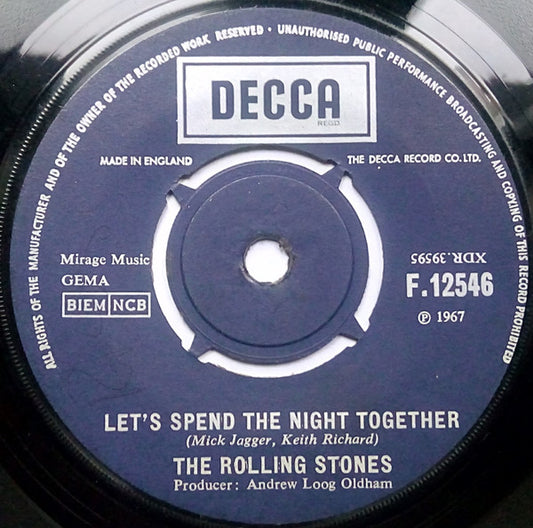 ALL RIGHTS OF THE MANUFACTURER AND OF THE OWNER OF THE RECORDED WORK RESERVED · UNAUTHORISED PUBLIC PERFORMANCE BROADCASTING AND COPYING OF THIS RECORD PROHIBITED
DECCA
REGD
MADE IN ENGLAND
THE DECCA RECORD CO. LTD.
Mirage Music
GEMA
BIEM NCB
XDR.39595
F.12546
℗ 1967
LET'S SPEND THE NIGHT TOGETHER
(Mick Jagger, Keith Richard)
THE ROLLING STONES
Producer: Andrew Loog Oldham